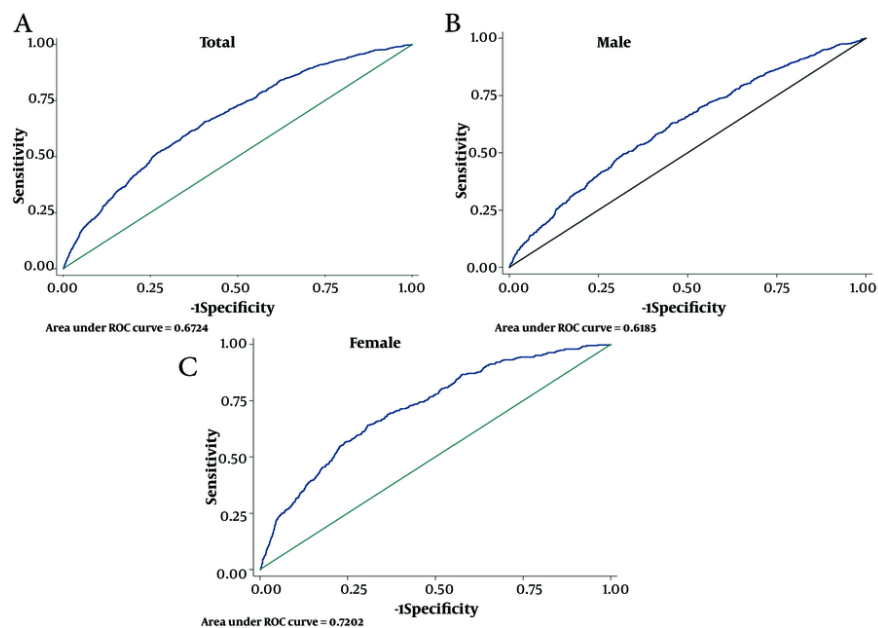 A
Total
1.00
0.75
0.50
0.25
0.00
Sensitivity
0.00 0.25 0.50 0.75 1.00
-1Specificity
Area under ROC curve = 0.6724
B
Male
1.00
0.75
0.50
0.25
0.00
Sensitivity
0.00 0.25 0.50 0.75 1.00
-1Specificity
Area under ROC curve = 0.6185
C
Female
1.00
0.75
0.50
0.25
0.00
Sensitivity
0.00 0.25 0.50 0.75 1.00
-1Specificity
Area under ROC curve = 0.7202